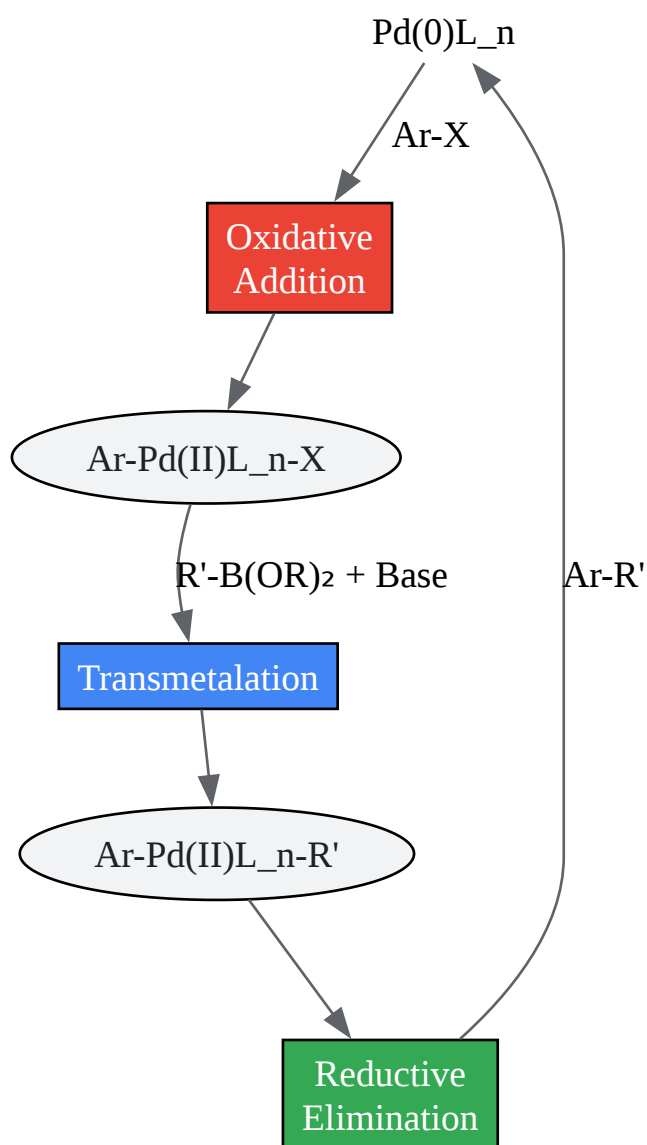 Pd(0)L_n
Ar-X
Oxidative
Addition
Ar-Pd(II)L_n-X
R'-B(OR)₂ + Base
Ar-R'
Transmetalation
Ar-Pd(II)L_n-R'
Reductive
Elimination